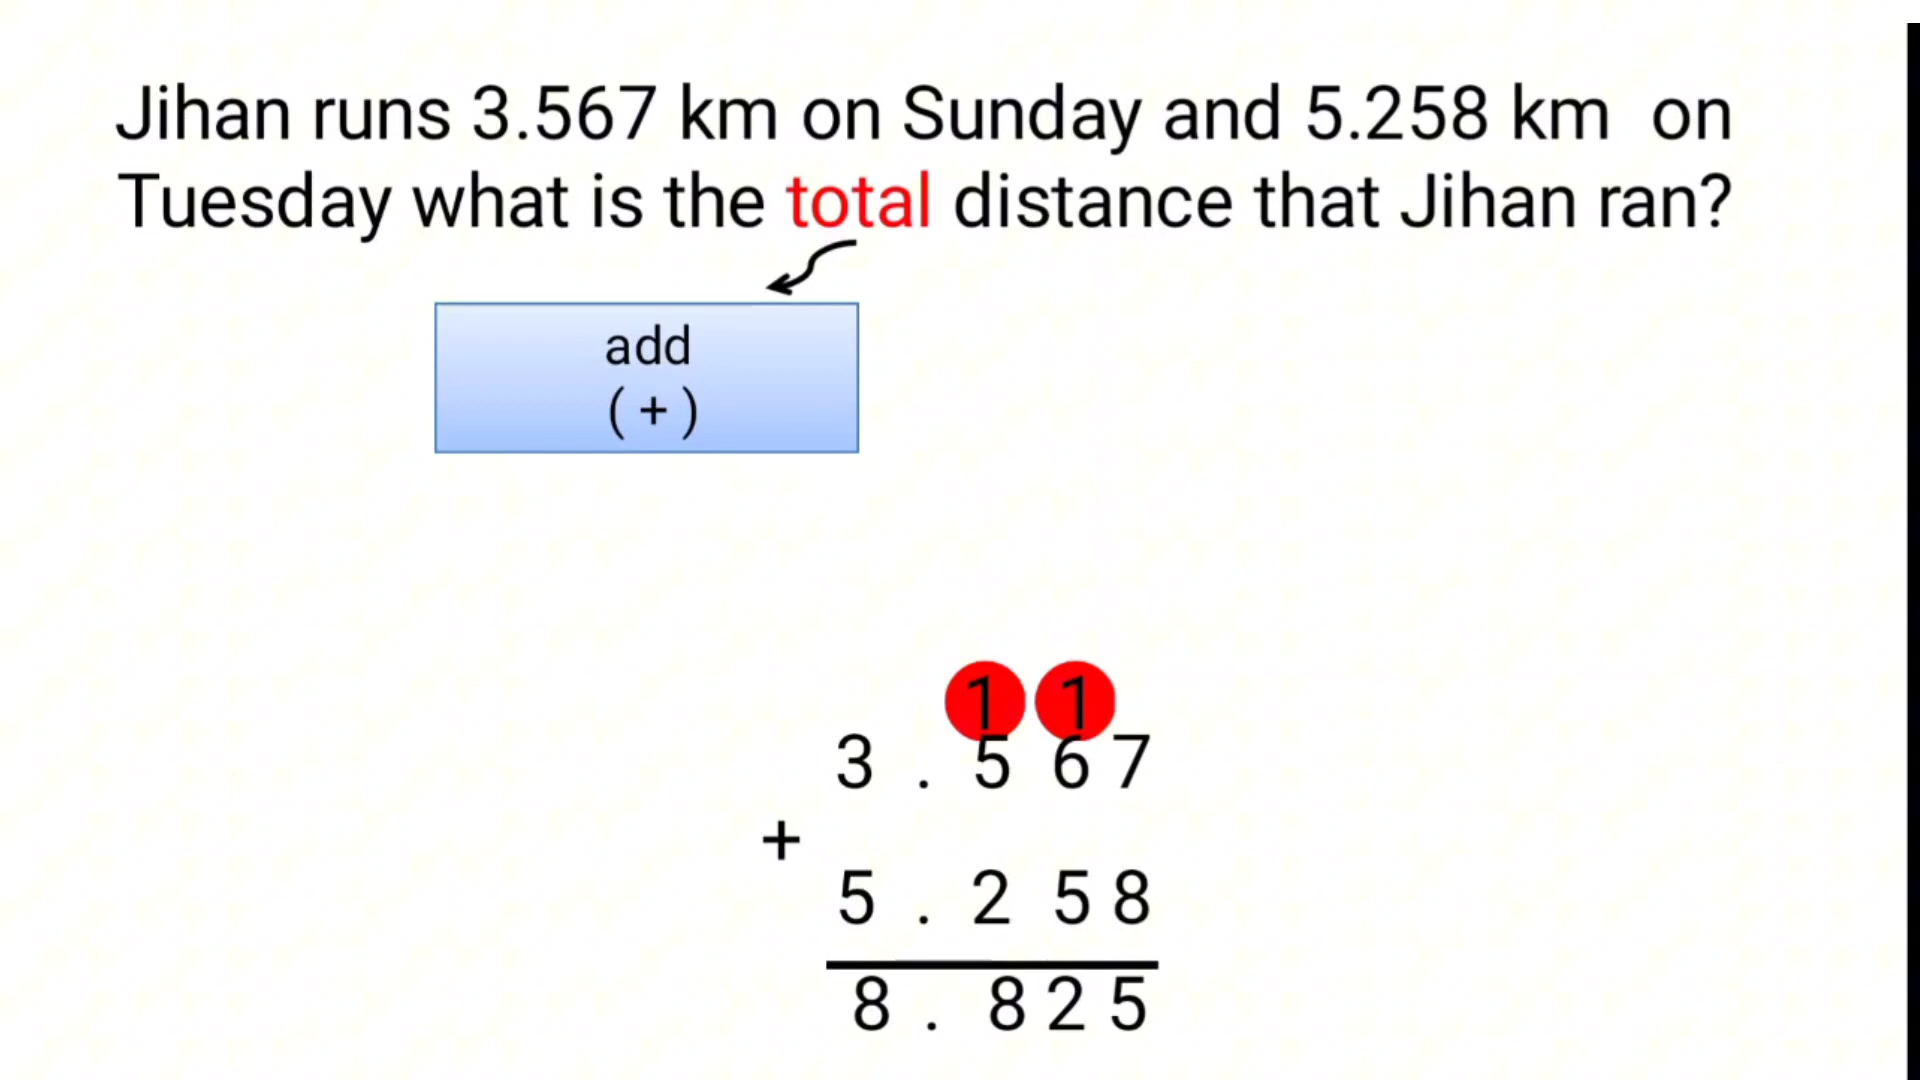 Jihan runs 3.567 km on Sunday and 5.258 km on
Tuesday what is the total distance that Jihan ran?
add
( + )
1 1
3 . 5 6 7
+
5 . 2 5 8
8 . 8 2 5